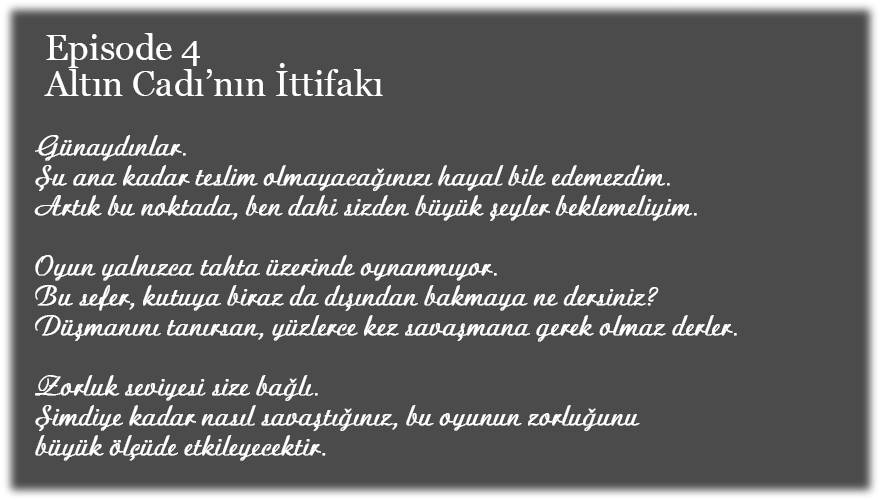 Episode 4
Altın Cadı’nın İttifakı
Günaydınlar.
Şu ana kadar teslim olmayacağınızı hayal bile edemezdim.
Artık bu noktada, ben dahi sizden büyük şeyler beklemeliyim.
Oyun yalnızca tahta üzerinde oynanmıyor.
Bu sefer, kutuya biraz da dışından bakmaya ne dersiniz?
Düşmanını tanırsan, yüzlerce kez savaşmana gerek olmaz derler.
Zorluk seviyesi size bağlı.
Şimdiye kadar nasıl savaştığınız, bu oyunun zorluğunu
büyük ölçüde etkileyecektir.